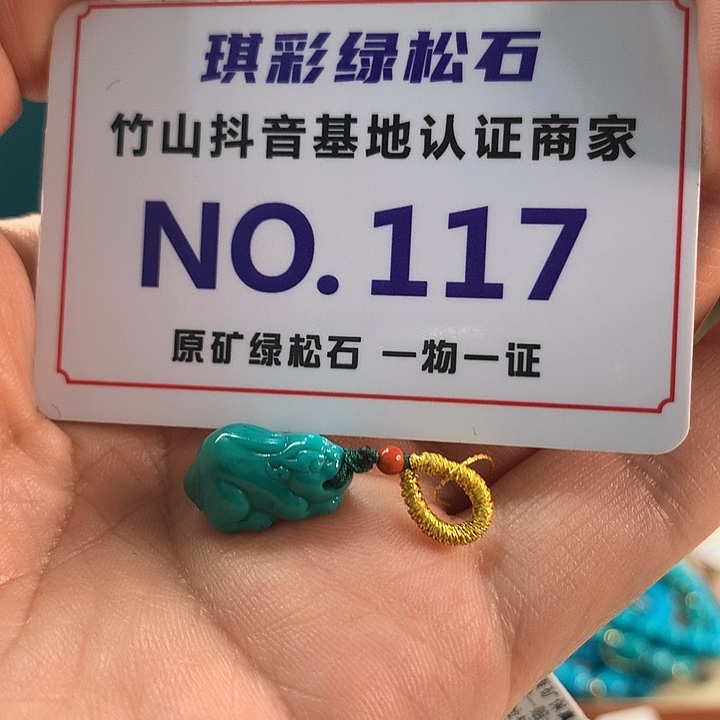 琪彩绿松石
竹山抖音基地认证商家
NO.117
原矿绿松石 一物一证